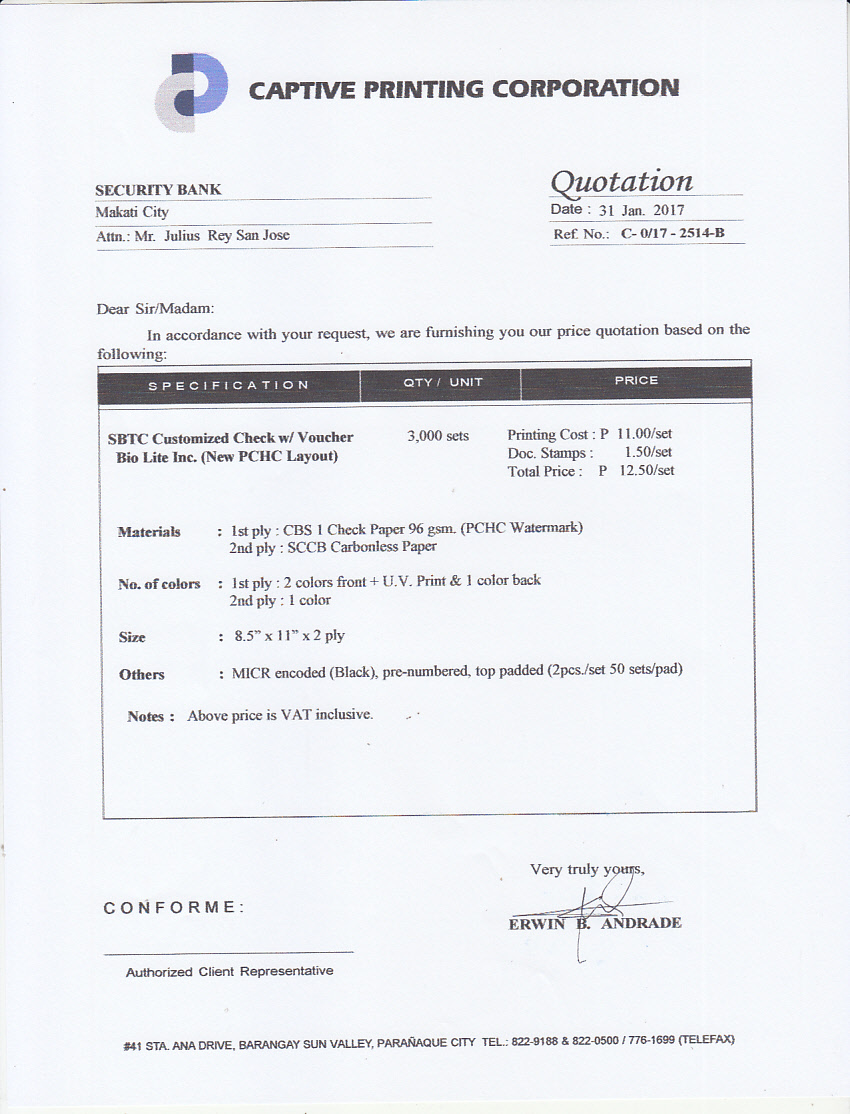 CAPTIVE PRINTING CORPORATION
SECURITY BANK
Makati City
Attn.: Mr. Julius Rey San Jose
Quotation
Date : 31 Jan. 2017
Ref. No.: C- 0/17 - 2514-B
Dear Sir/Madam:
In accordance with your request, we are furnishing you our price quotation based on the
following:
SPECIFICATION QTY / UNIT PRICE
SBTC Customized Check w/ Voucher 3,000 sets Printing Cost : P 11.00/set
Bio Lite Inc. (New PCHC Layout) Doc. Stamps : 1.50/set
Total Price : P 12.50/set
Materials : 1st ply : CBS 1 Check Paper 96 gsm. (PCHC Watermark)
2nd ply : SCCB Carbonless Paper
No. of colors : 1st ply : 2 colors front + U.V. Print & 1 color back
2nd ply : 1 color
Size : 8.5” x 11” x 2 ply
Others : MICR encoded (Black), pre-numbered, top padded (2pcs./set 50 sets/pad)
Notes : Above price is VAT inclusive.
Very truly yours,
ERWIN B. ANDRADE
CONFORME:
Authorized Client Representative
#41 STA. ANA DRIVE, BARANGAY SUN VALLEY, PARAÑAQUE CITY TEL.: 822-9188 & 822-0500 / 776-1699 (TELEFAX)